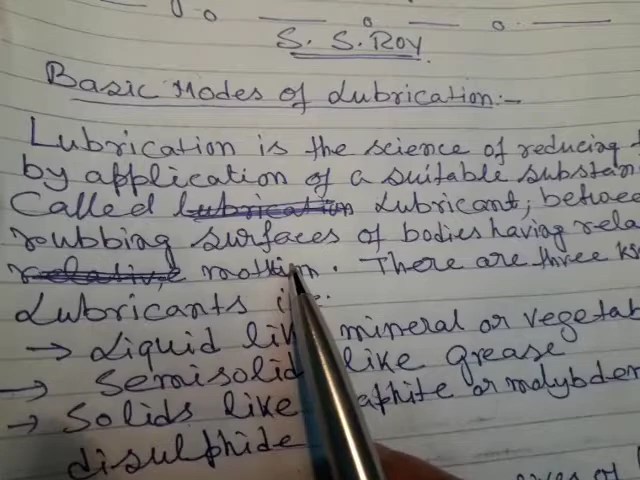 S. S. ROY
Basic Modes of Lubrication:-
Lubrication is the science of reducing
by application of a suitable substan
Called lubrication Lubricant, betwee
rubbing surfaces of bodies having rela
relative motion. There are three
Lubricants
→ Liquid like mineral or vegetab
→ Semisolid like grease
→ Solids like aphite or molybden
disulphide